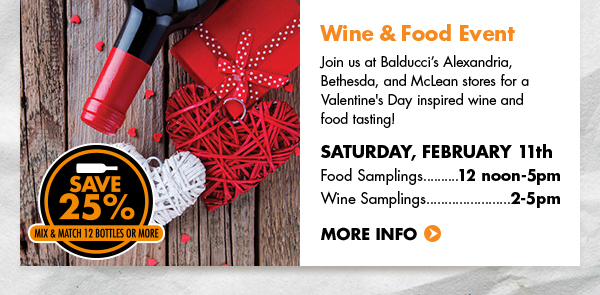 Wine & Food Event
Join us at Balducci’s Alexandria,
Bethesda, and McLean stores for a
Valentine's Day inspired wine and
food tasting!
SATURDAY, FEBRUARY 11th
Food Samplings..........12 noon-5pm
Wine Samplings.......................2-5pm
MORE INFO
SAVE
25%
MIX & MATCH 12 BOTTLES OR MORE